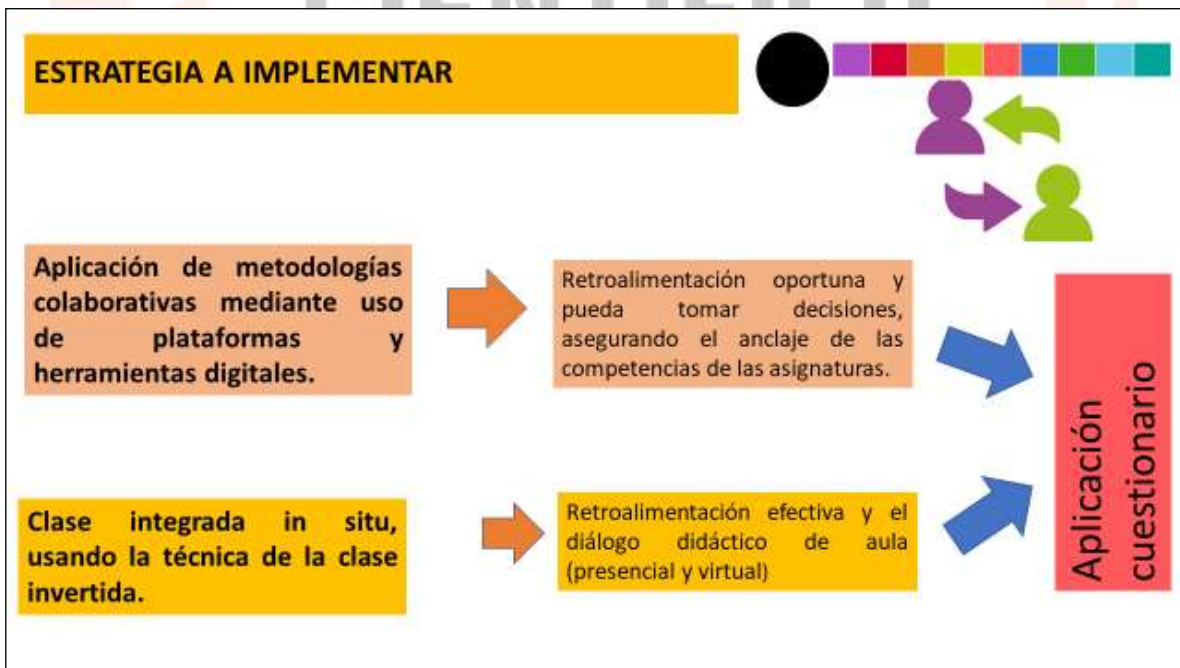 ESTRATEGIA A IMPLEMENTAR
Aplicación de metodologías
colaborativas mediante uso
de plataformas y
herramientas digitales.
Retroalimentación oportuna y
pueda tomar decisiones,
asegurando el anclaje de las
competencias de las asignaturas.
Clase integrada in situ,
usando la técnica de la clase
invertida.
Retroalimentación efectiva y el
diálogo didáctico de aula
(presencial y virtual)
Aplicación
cuestionario